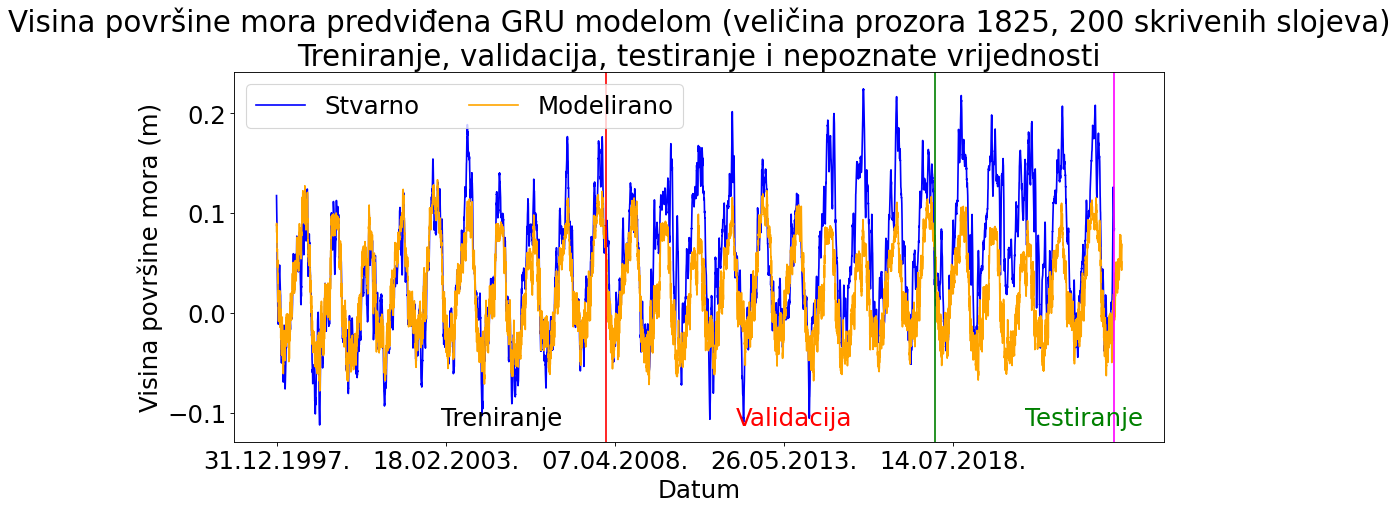 Visina površine mora predviđena GRU modelom (veličina prozora 1825, 200 skrivenih slojeva)
Treniranje, validacija, testiranje i nepoznate vrijednosti
Stvarno Modelirano
Visina površine mora (m)
0.2
0.1
0.0
−0.1
Treniranje Validacija Testiranje
31.12.1997. 18.02.2003. 07.04.2008. 26.05.2013. 14.07.2018.
Datum